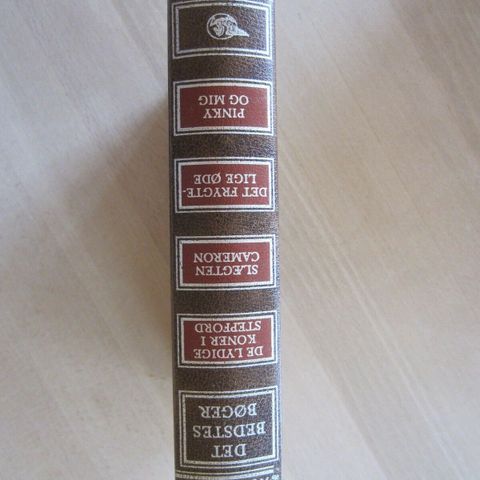 DET
BEDSTES
BØGER
DE LYDIGE
KONER I
STEPFORD
SLÆGTEN
CAMERON
DET FRYGTE-
LIGE ØDE
PINKY
OG MIG